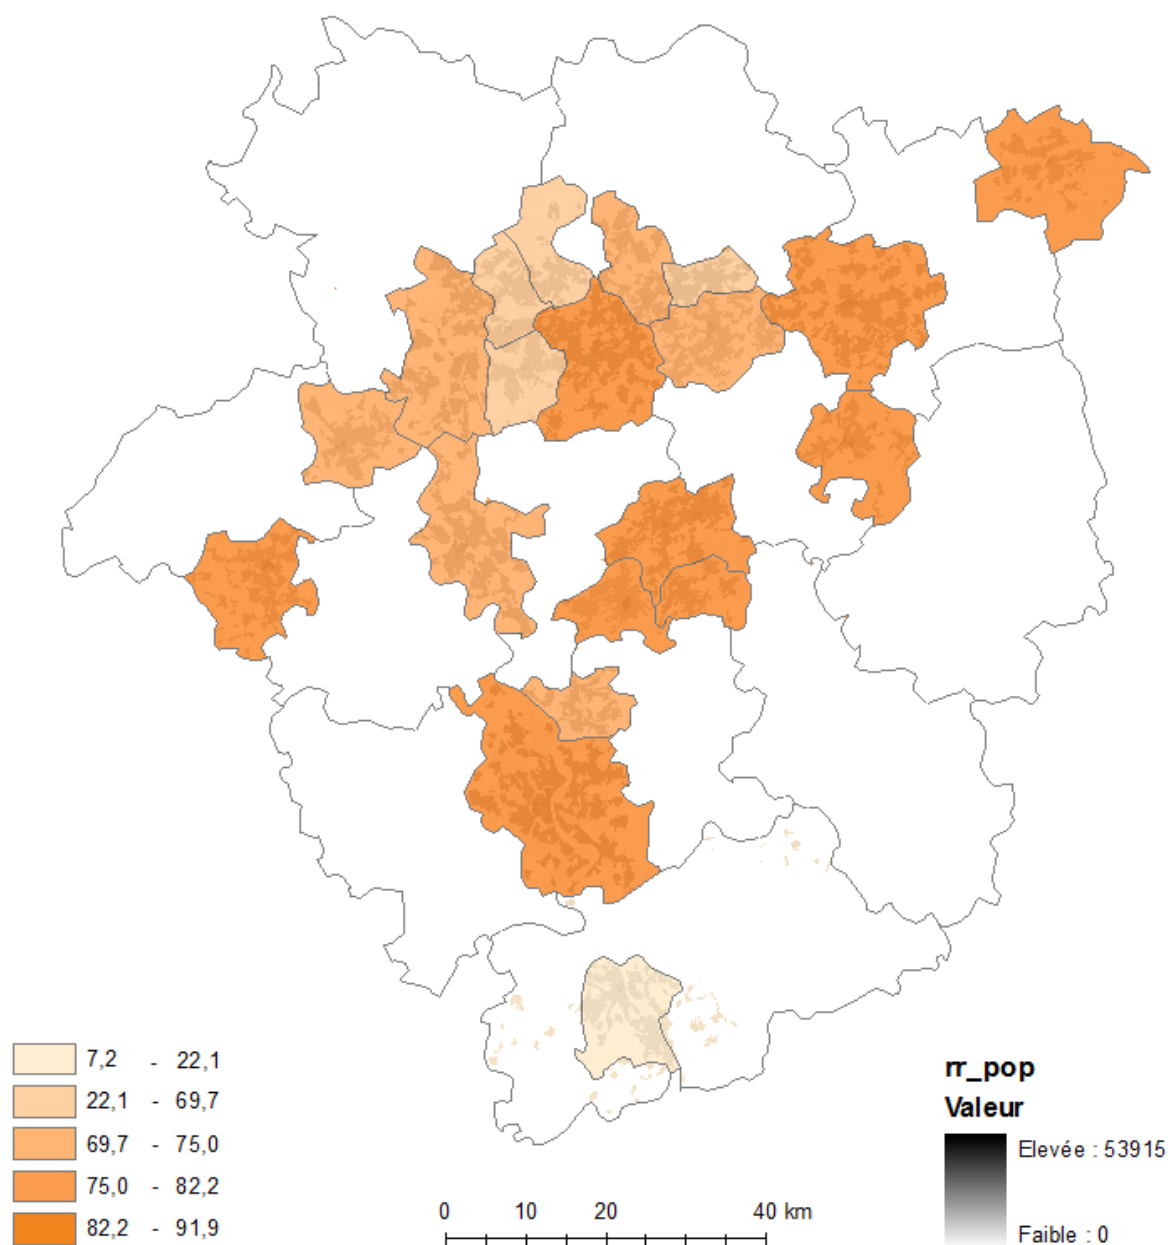 7,2 - 22,1
22,1 - 69,7
69,7 - 75,0
75,0 - 82,2
82,2 - 91,9
0 10 20 40 km
rr_pop
Valeur
Elevée : 53915
Faible : 0